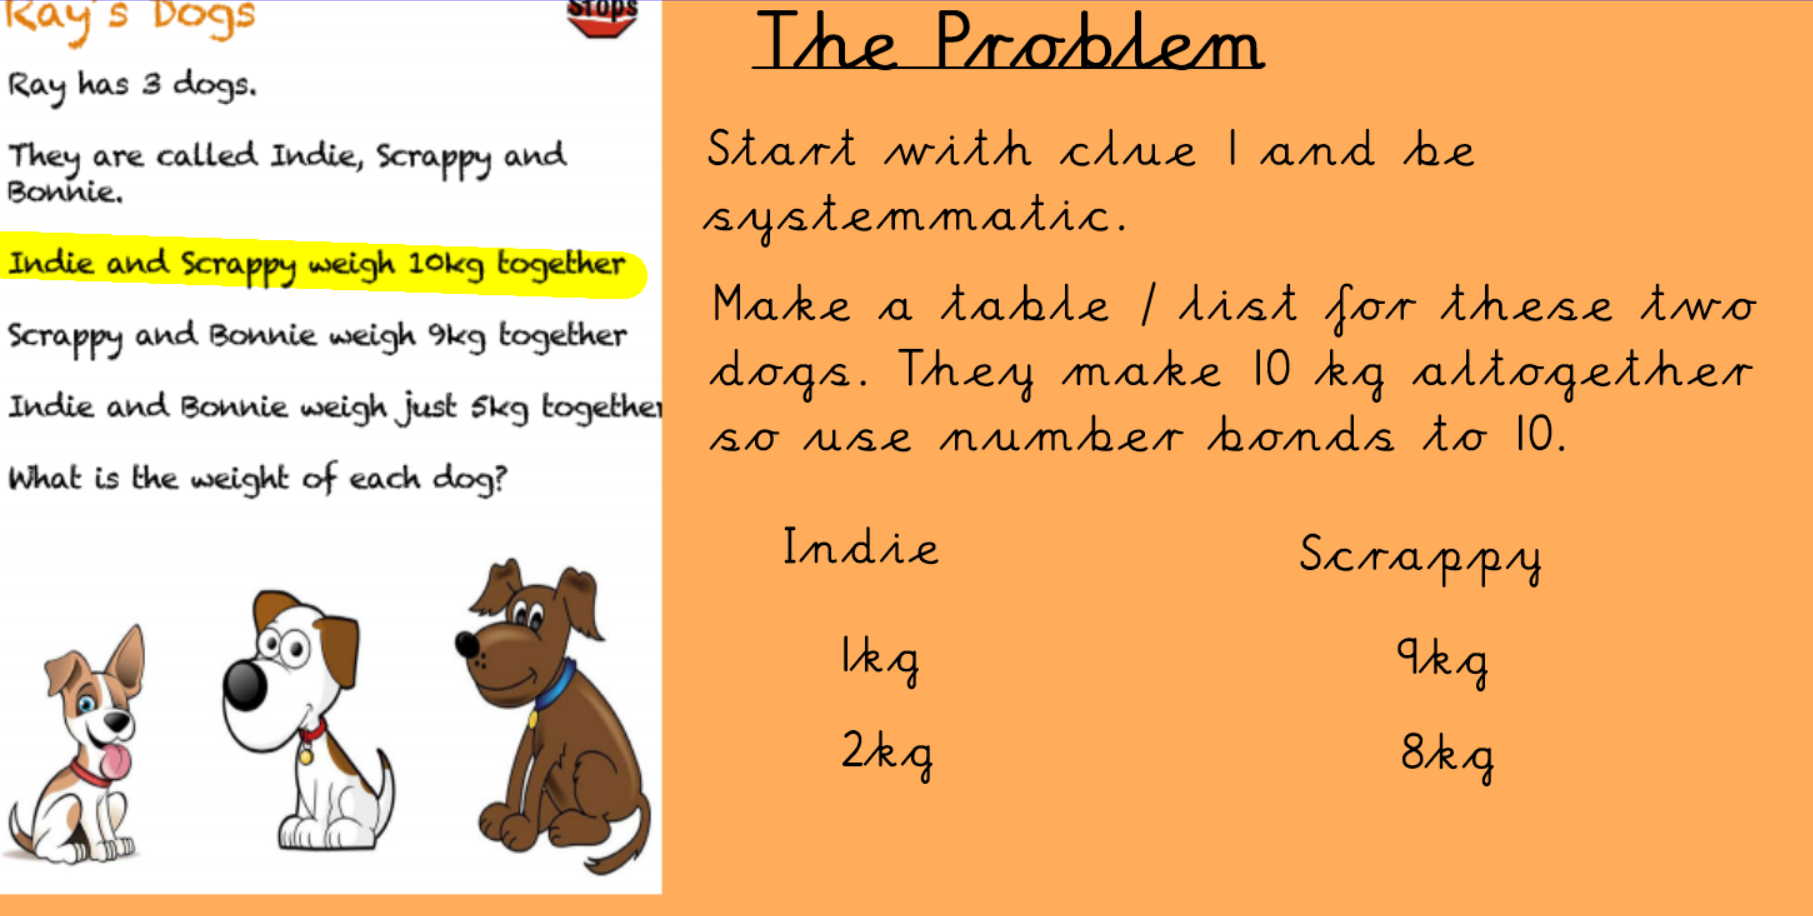 Ray's Dogs
STOPS
Ray has 3 dogs.
They are called Indie, Scrappy and
Bonnie.
Indie and Scrappy weigh 10kg together
Scrappy and Bonnie weigh 9kg together
Indie and Bonnie weigh just 5kg together
What is the weight of each dog?
The Problem
Start with clue 1 and be
systemmatic.
Make a table / list for these two
dogs. They make 10 kg altogether
so use number bonds to 10.
Indie Scrappy
1kg 9kg
2kg 8kg